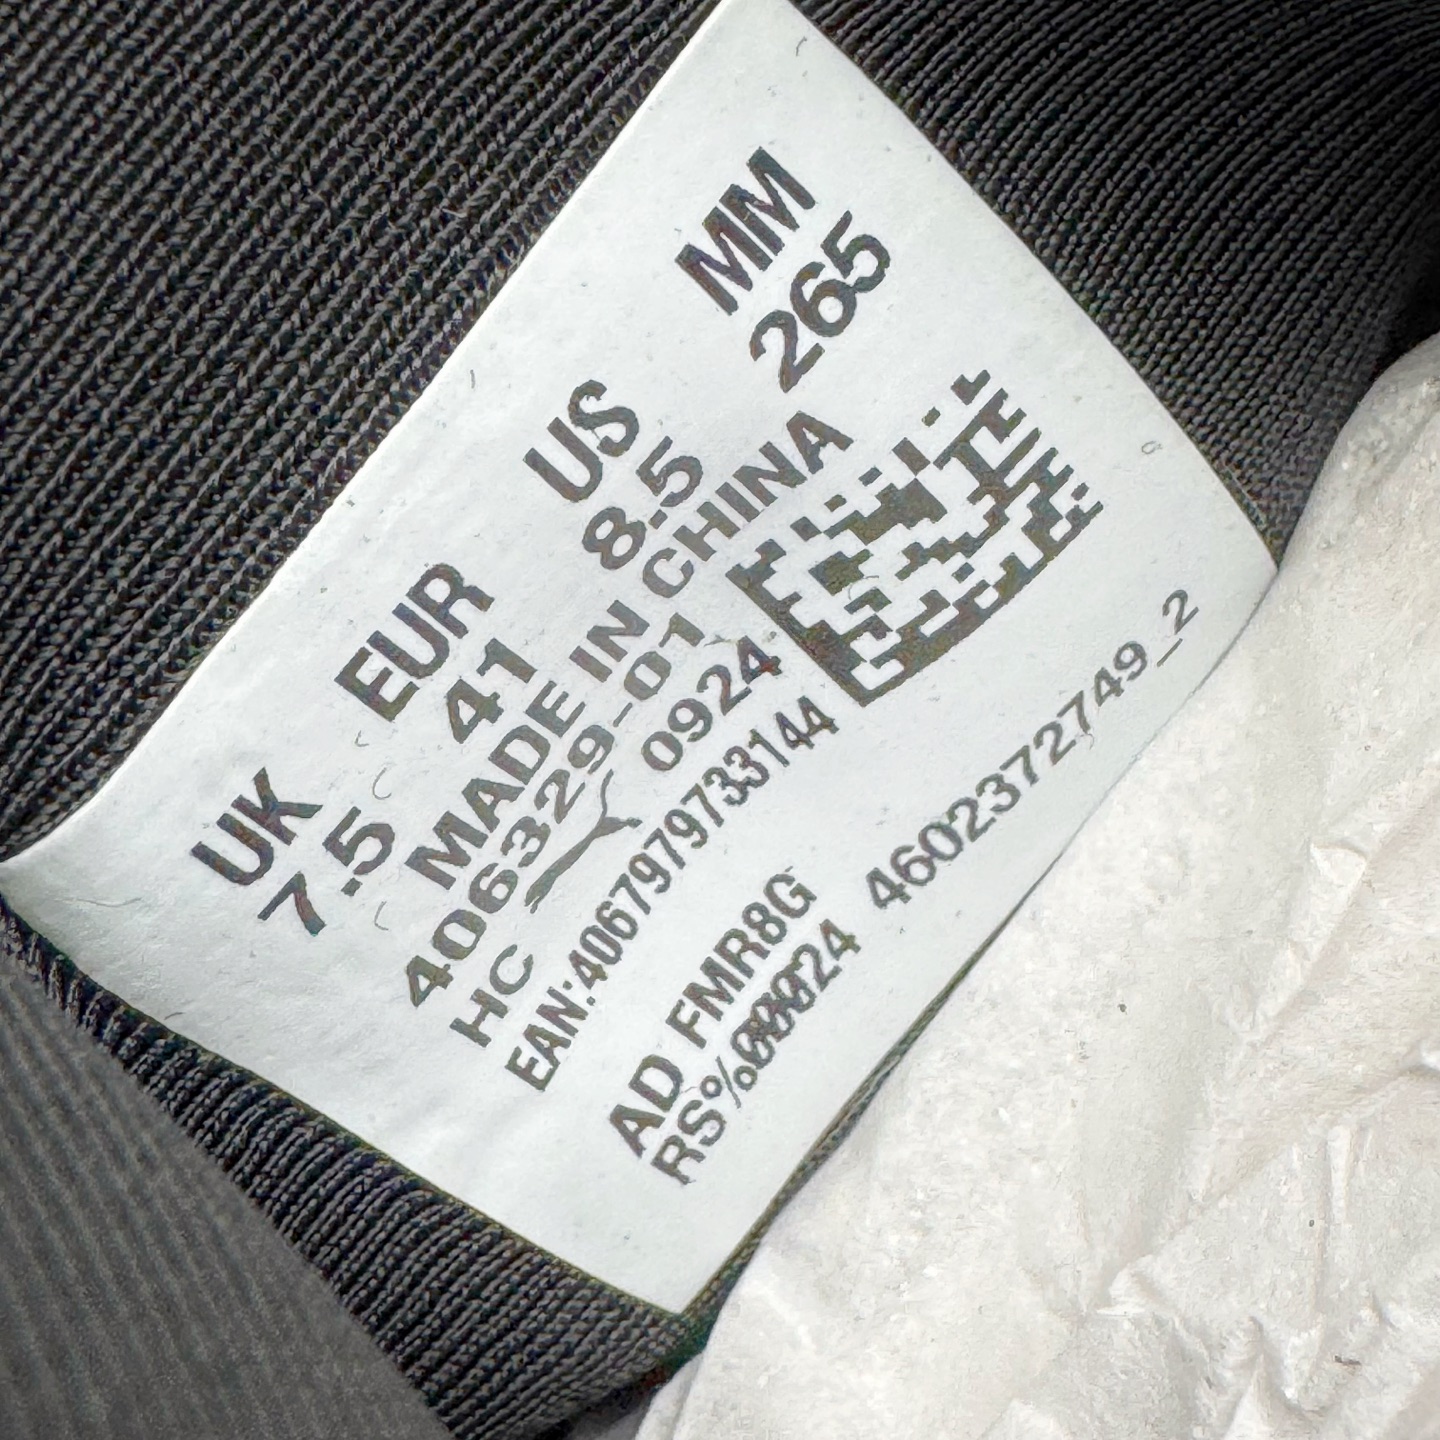 UK EUR US MM
7.5 41 8.5 265
MADE IN CHINA
406329-01
HC 0924
EAN:4067979733144
AD FMR8G
4602372749_2